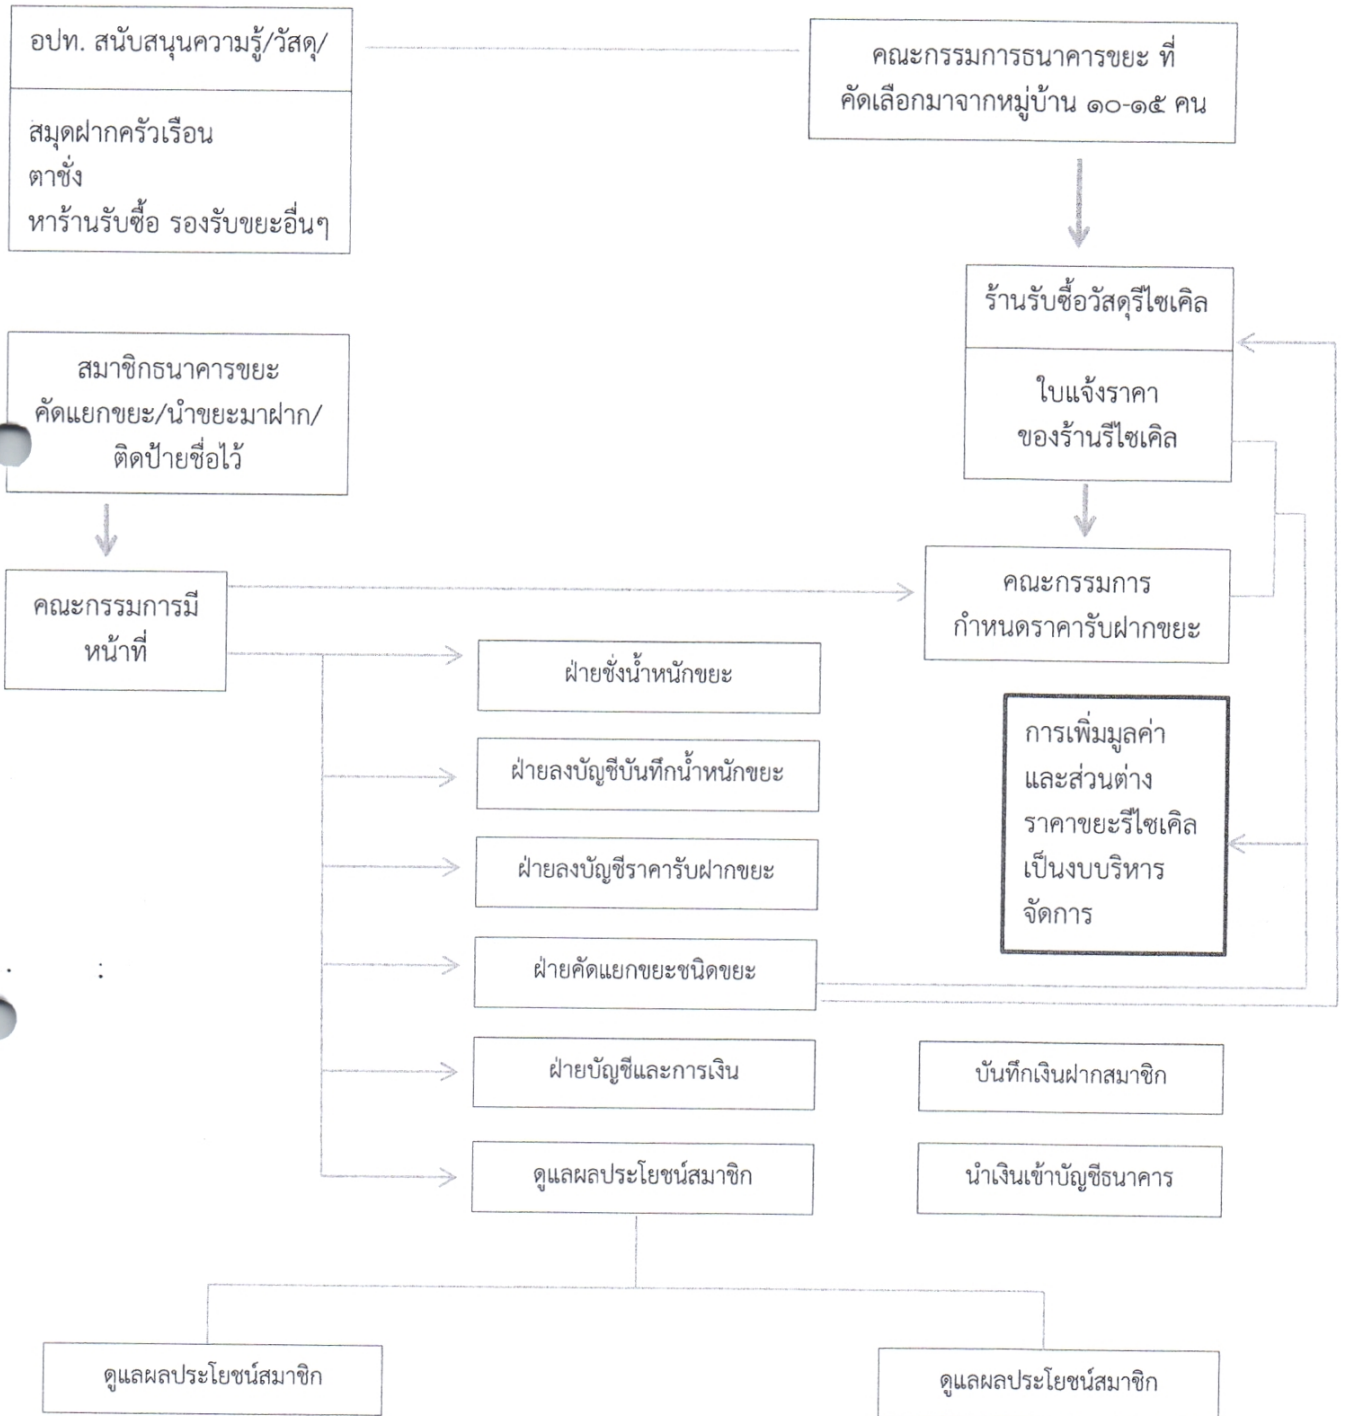 อปท. สนับสนุนความรู้/วัสดุ/
สมุดฝากครัวเรือน
ตาชั่ง
หาร้านรับซื้อ รองรับขยะอื่นๆ
คณะกรรมการธนาคารขยะ ที่
คัดเลือกมาจากหมู่บ้าน ๑๐-๑๕ คน
ร้านรับซื้อวัสดุรีไซเคิล
ใบแจ้งราคา
ของร้านรีไซเคิล
สมาชิกธนาคารขยะ
คัดแยกขยะ/นำขยะมาฝาก/
ติดป้ายชื่อไว้
คณะกรรมการมี
หน้าที่
คณะกรรมการ
กำหนดราคารับฝากขยะ
ฝ่ายชั่งน้ำหนักขยะ
ฝ่ายลงบัญชีบันทึกน้ำหนักขยะ
ฝ่ายลงบัญชีราคารับฝากขยะ
ฝ่ายคัดแยกขยะชนิดขยะ
การเพิ่มมูลค่า
และส่วนต่าง
ราคาขยะรีไซเคิล
เป็นงบบริหาร
จัดการ
ฝ่ายบัญชีและการเงิน
บันทึกเงินฝากสมาชิก
ดูแลผลประโยชน์สมาชิก
นำเงินเข้าบัญชีธนาคาร
ดูแลผลประโยชน์สมาชิก
ดูแลผลประโยชน์สมาชิก